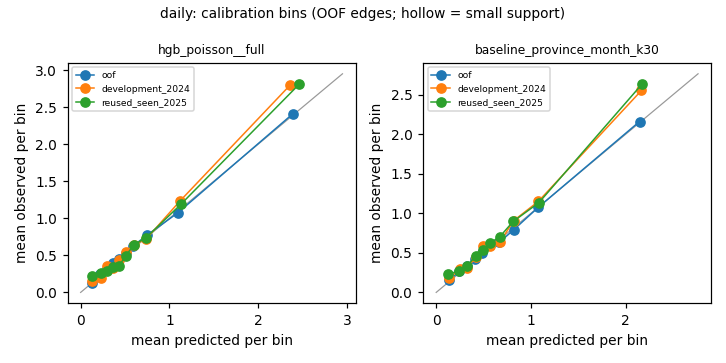 daily: calibration bins (OOF edges; hollow = small support)
hgb_poisson__full
oof
development_2024
reused_seen_2025
3.0
2.5
2.0
1.5
1.0
0.5
0.0
mean observed per bin
0
1
2
3
mean predicted per bin
baseline_province_month_k30
oof
development_2024
reused_seen_2025
2.5
2.0
1.5
1.0
0.5
0.0
mean observed per bin
0
1
2
mean predicted per bin